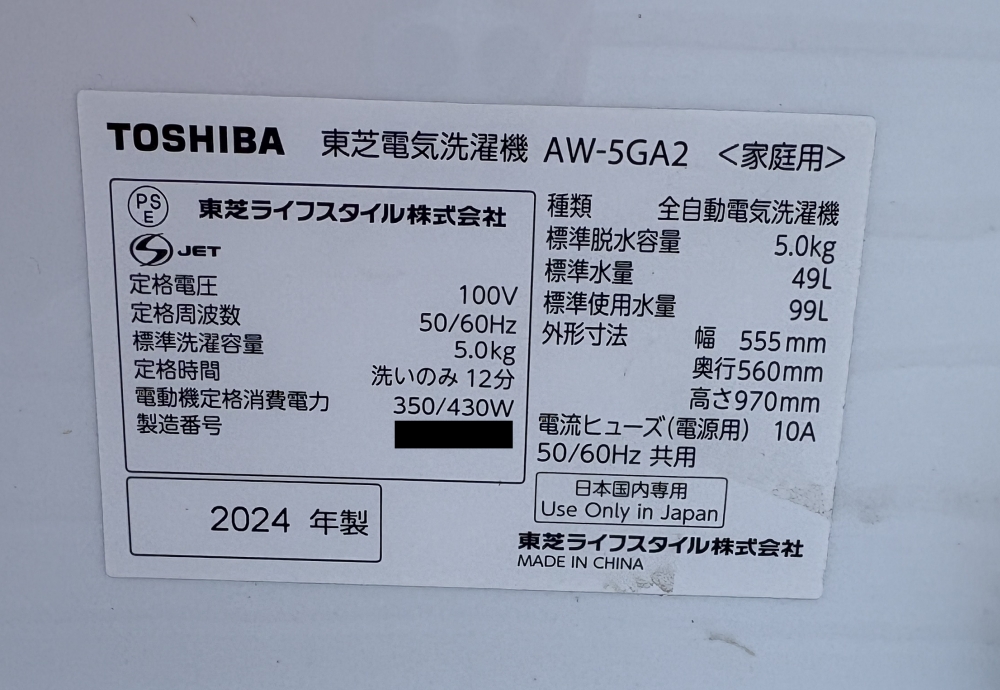 TOSHIBA 東芝電気洗濯機 AW-5GA2 <家庭用>
PS
E
東芝ライフスタイル株式会社
JET
定格電圧 100V
定格周波数 50/60Hz
標準洗濯容量 5.0kg
定格時間 洗いのみ 12分
電動機定格消費電力 350/430W
製造番号
2024 年製
種類 全自動電気洗濯機
標準脱水容量 5.0kg
標準水量 49L
標準使用水量 99L
外形寸法 幅 555mm
奥行560mm
高さ970mm
電流ヒューズ(電源用) 10A
50/60Hz 共用
日本国内専用
Use Only in Japan
東芝ライフスタイル株式会社
MADE IN CHINA